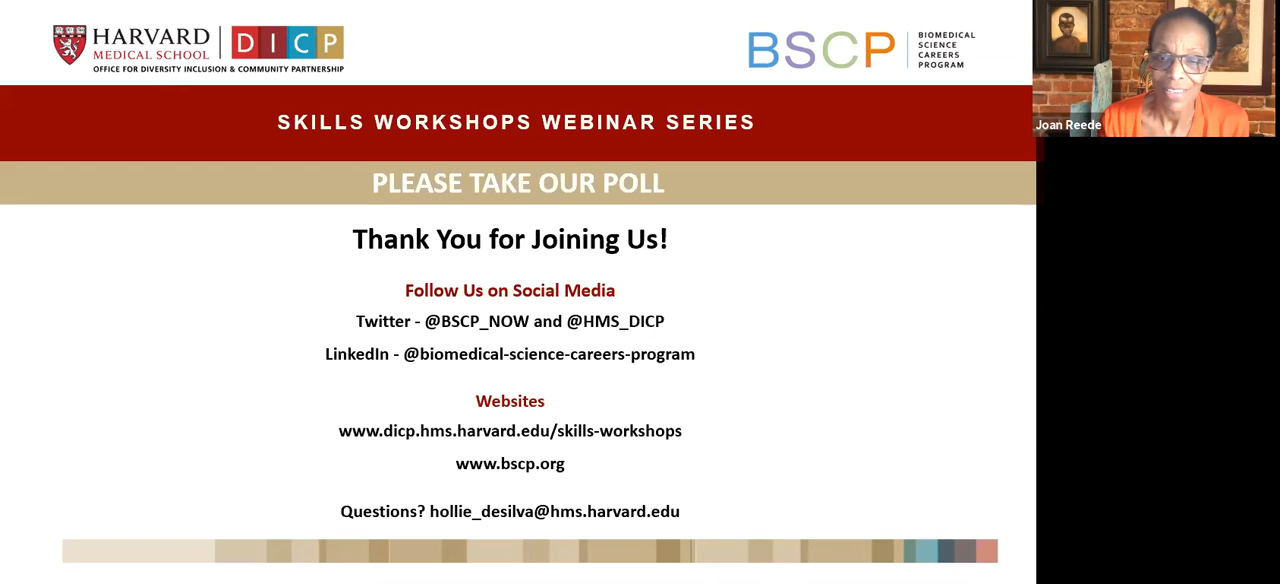 HARVARD
MEDICAL SCHOOL
DICP
OFFICE FOR DIVERSITY INCLUSION & COMMUNITY PARTNERSHIP
BSCP
BIOMEDICAL
SCIENCE
CAREERS
PROGRAM
Joan Reede
SKILLS WORKSHOPS WEBINAR SERIES
PLEASE TAKE OUR POLL
Thank You for Joining Us!
Follow Us on Social Media
Twitter - @BSCP_NOW and @HMS_DICP
LinkedIn - @biomedical-science-careers-program
Websites
www.dicp.hms.harvard.edu/skills-workshops
www.bscp.org
Questions? hollie_desilva@hms.harvard.edu